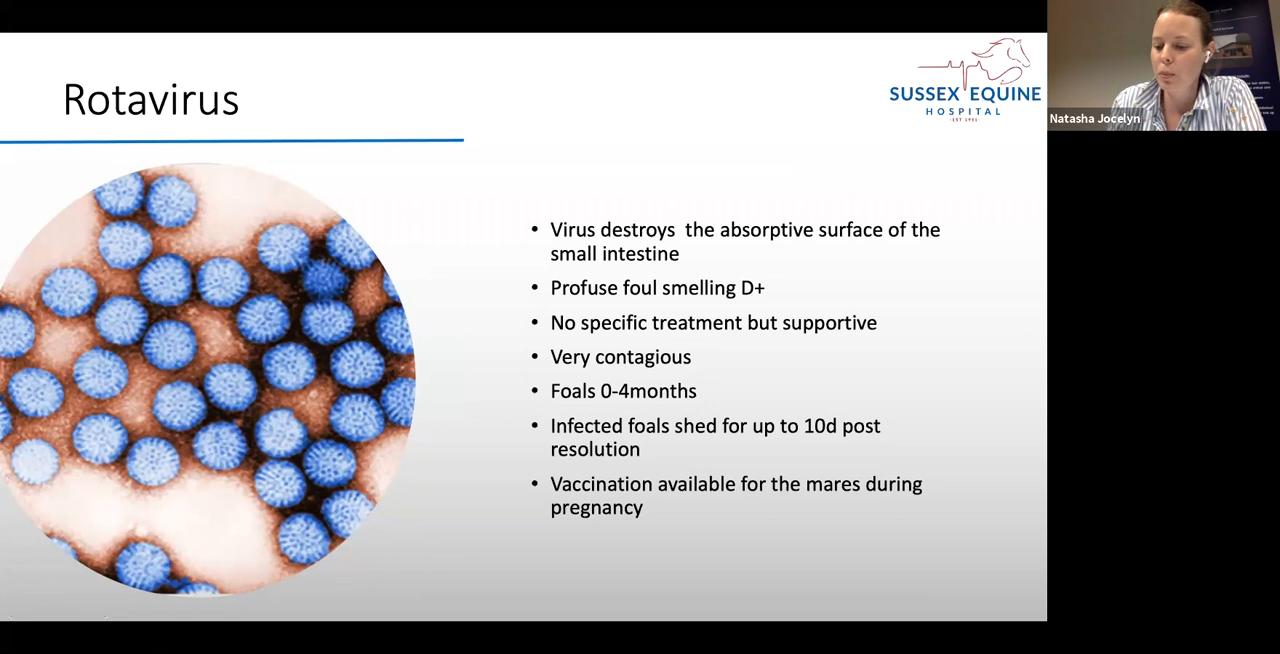 Rotavirus
SUSSEX EQUINE
HOSPITAL
Natasha Jocelyn
• Virus destroys the absorptive surface of the
small intestine
• Profuse foul smelling D+
• No specific treatment but supportive
• Very contagious
• Foals 0-4months
• Infected foals shed for up to 10d post
resolution
• Vaccination available for the mares during
pregnancy